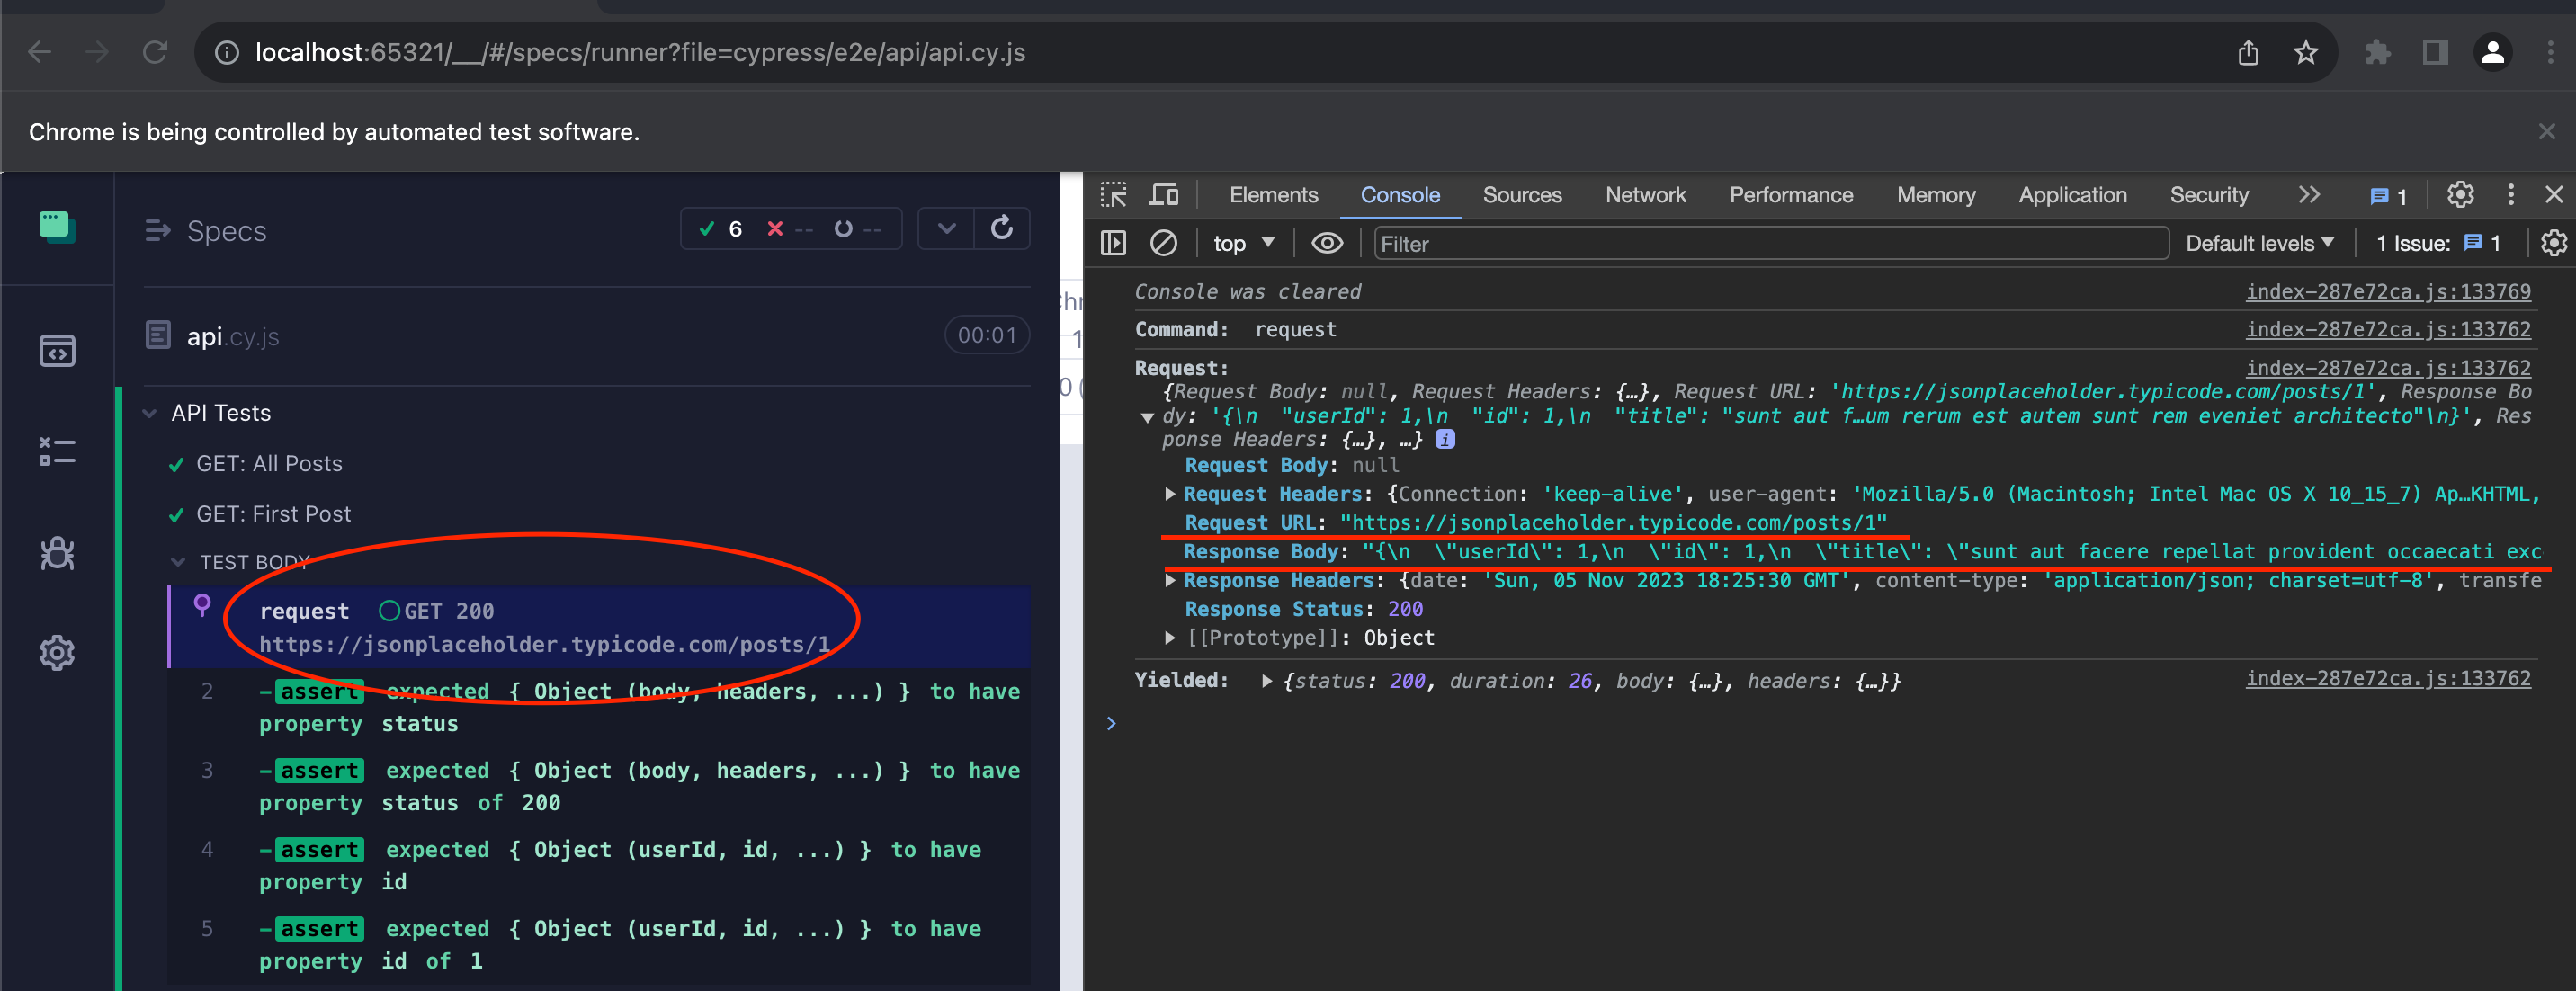 localhost:65321/__/#/specs/runner?file=cypress/e2e/api/api.cy.js
Chrome is being controlled by automated test software.
Specs
6 -- --
api.cy.js 00:01
API Tests
GET: All Posts
GET: First Post
TEST BODY
request GET 200
https://jsonplaceholder.typicode.com/posts/1
2 -assert expected { Object (body, headers, ...) } to have
property status
3 -assert expected { Object (body, headers, ...) } to have
property status of 200
4 -assert expected { Object (userId, id, ...) } to have
property id
5 -assert expected { Object (userId, id, ...) } to have
property id of 1
Elements Console Sources Network Performance Memory Application Security 1
top Filter Default levels 1 Issue: 1
Console was cleared index-287e72ca.js:133769
Command: request index-287e72ca.js:133762
Request: index-287e72ca.js:133762
{Request Body: null, Request Headers: {…}, Request URL: 'https://jsonplaceholder.typicode.com/posts/1', Response Bo
dy: '{\n  "userId": 1,\n  "id": 1,\n  "title": "sunt aut f…um rerum est autem sunt rem eveniet architecto"\n}', Res
ponse Headers: {…}, …} i
Request Body: null
Request Headers: {Connection: 'keep-alive', user-agent: 'Mozilla/5.0 (Macintosh; Intel Mac OS X 10_15_7) Ap…KHTML,
Request URL: "https://jsonplaceholder.typicode.com/posts/1"
Response Body: "{\n  \"userId\": 1,\n  \"id\": 1,\n  \"title\": \"sunt aut facere repellat provident occaecati exc
Response Headers: {date: 'Sun, 05 Nov 2023 18:25:30 GMT', content-type: 'application/json; charset=utf-8', transfe
Response Status: 200
[[Prototype]]: Object
Yielded: {status: 200, duration: 26, body: {…}, headers: {…}} index-287e72ca.js:133762